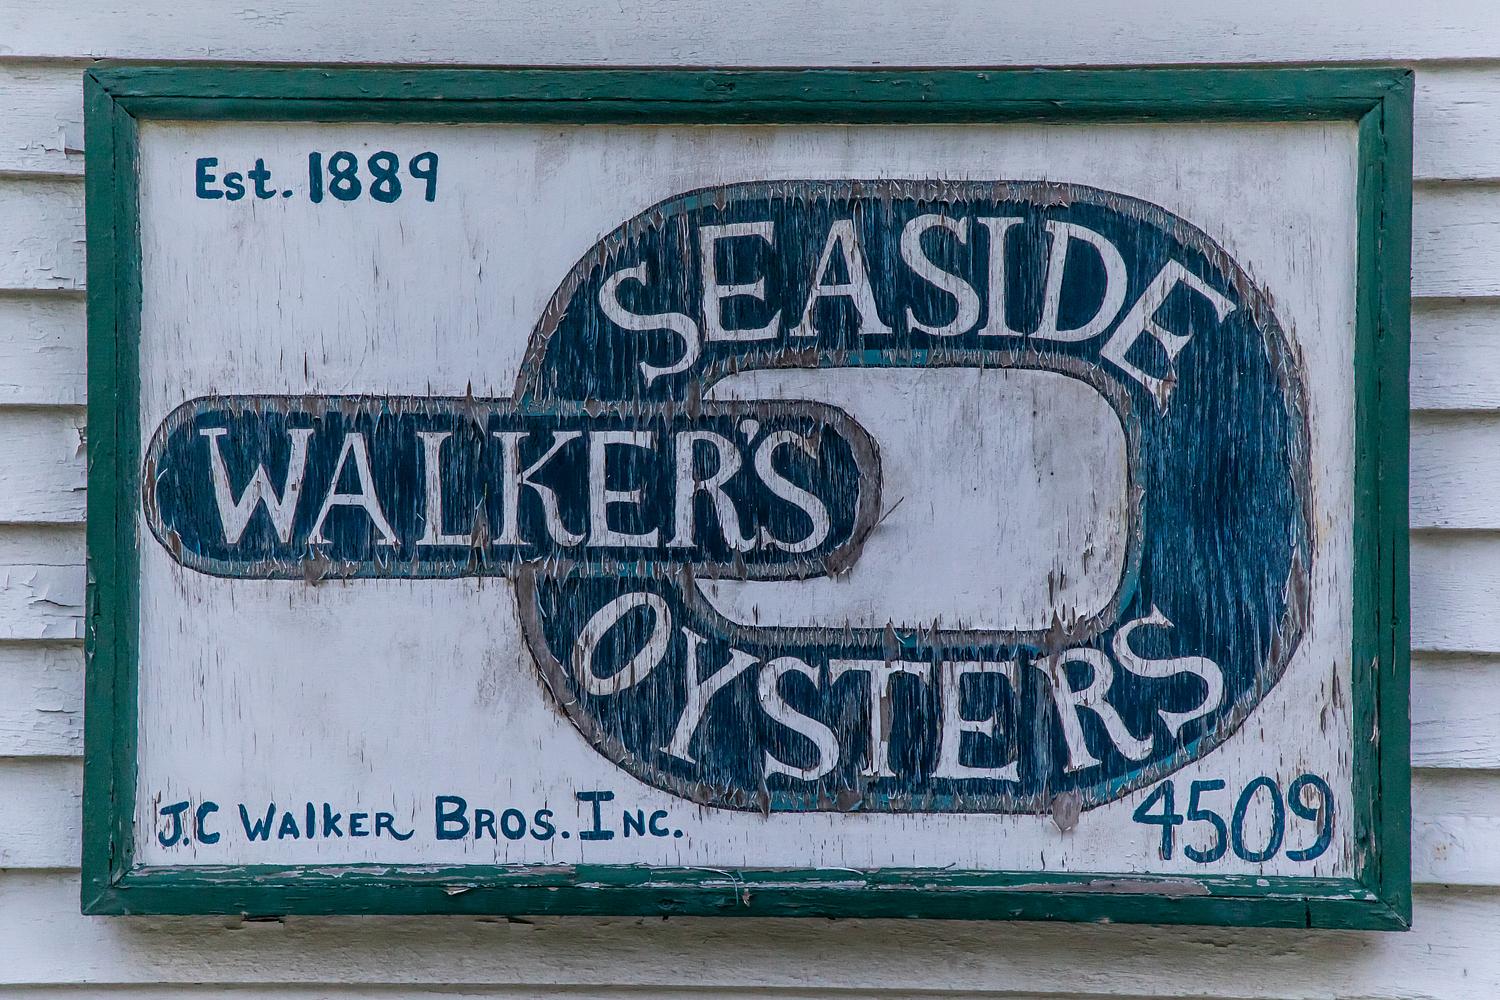 Est. 1889
SEASIDE
WALKER'S
OYSTERS
J.C Walker Bros. Inc.
4509